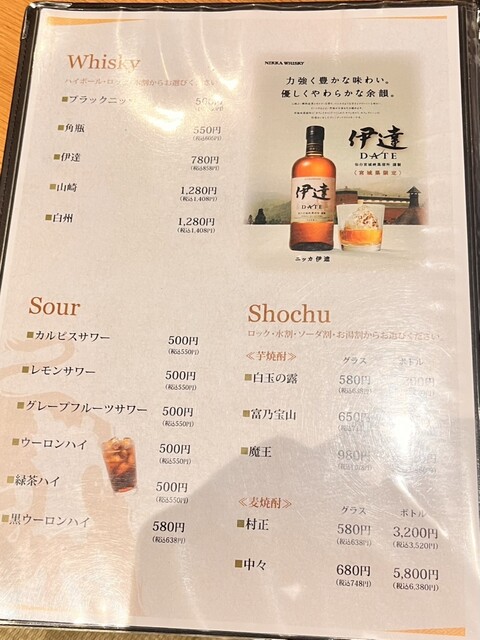 Whisky
ハイボール・ロック・水割からお選びください
ブラックニッ
500円
角瓶 550円
(税込605円)
伊達 780円
(税込858円)
山崎 1,280円
(税込1,408円)
白州 1,280円
(税込1,408円)
NIKKA WHISKY
力強く豊かな味わい。
優しくやわらかな余韻。
伊達
DATE
(宮城県限定)
伊達
DATE
ニッカ 伊達
Sour
カルピスサワー 500円
(税込550円)
レモンサワー 500円
(税込550円)
グレープフルーツサワー 500円
(税込550円)
ウーロンハイ 500円
(税込550円)
緑茶ハイ 500円
(税込550円)
黒ウーロンハイ 580円
(税込638円)
Shochu
ロック・水割・ソーダ割・お湯割からお選びください
≪芋焼酎≫ グラス ボトル
白玉の露 580円
富乃宝山 650円
魔王 980円
≪麦焼酎≫ グラス ボトル
村正 580円 3,200円
(税込638円) (税込3,520円)
中々 680円 5,800円
(税込748円) (税込6,380円)